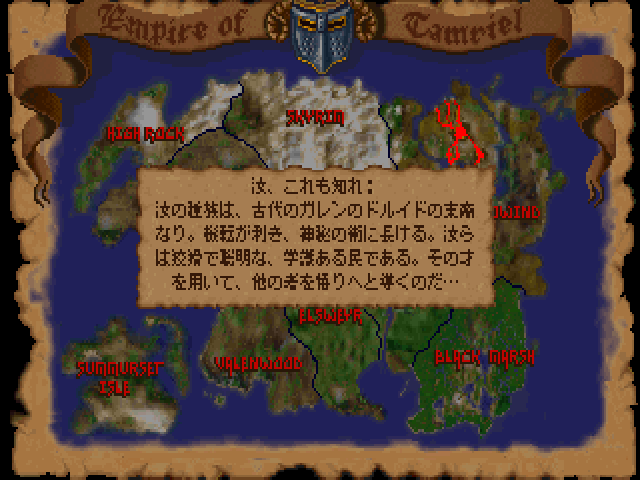 Empire of Tamriel
SKYRIM
HIGH ROCK
汝、これも知れ:
汝の種族は、古代のガレンのドルイドの末裔
なり。機転が利き、神秘の術に長ける。汝ら
は狡猾で聡明な、学識ある民である。その才
を用いて、他の者を悟りへと導くのだ…
WIND
ELSWEYR
SUMMURSET
ISLE
VALENWOOD
BLACK MARSH